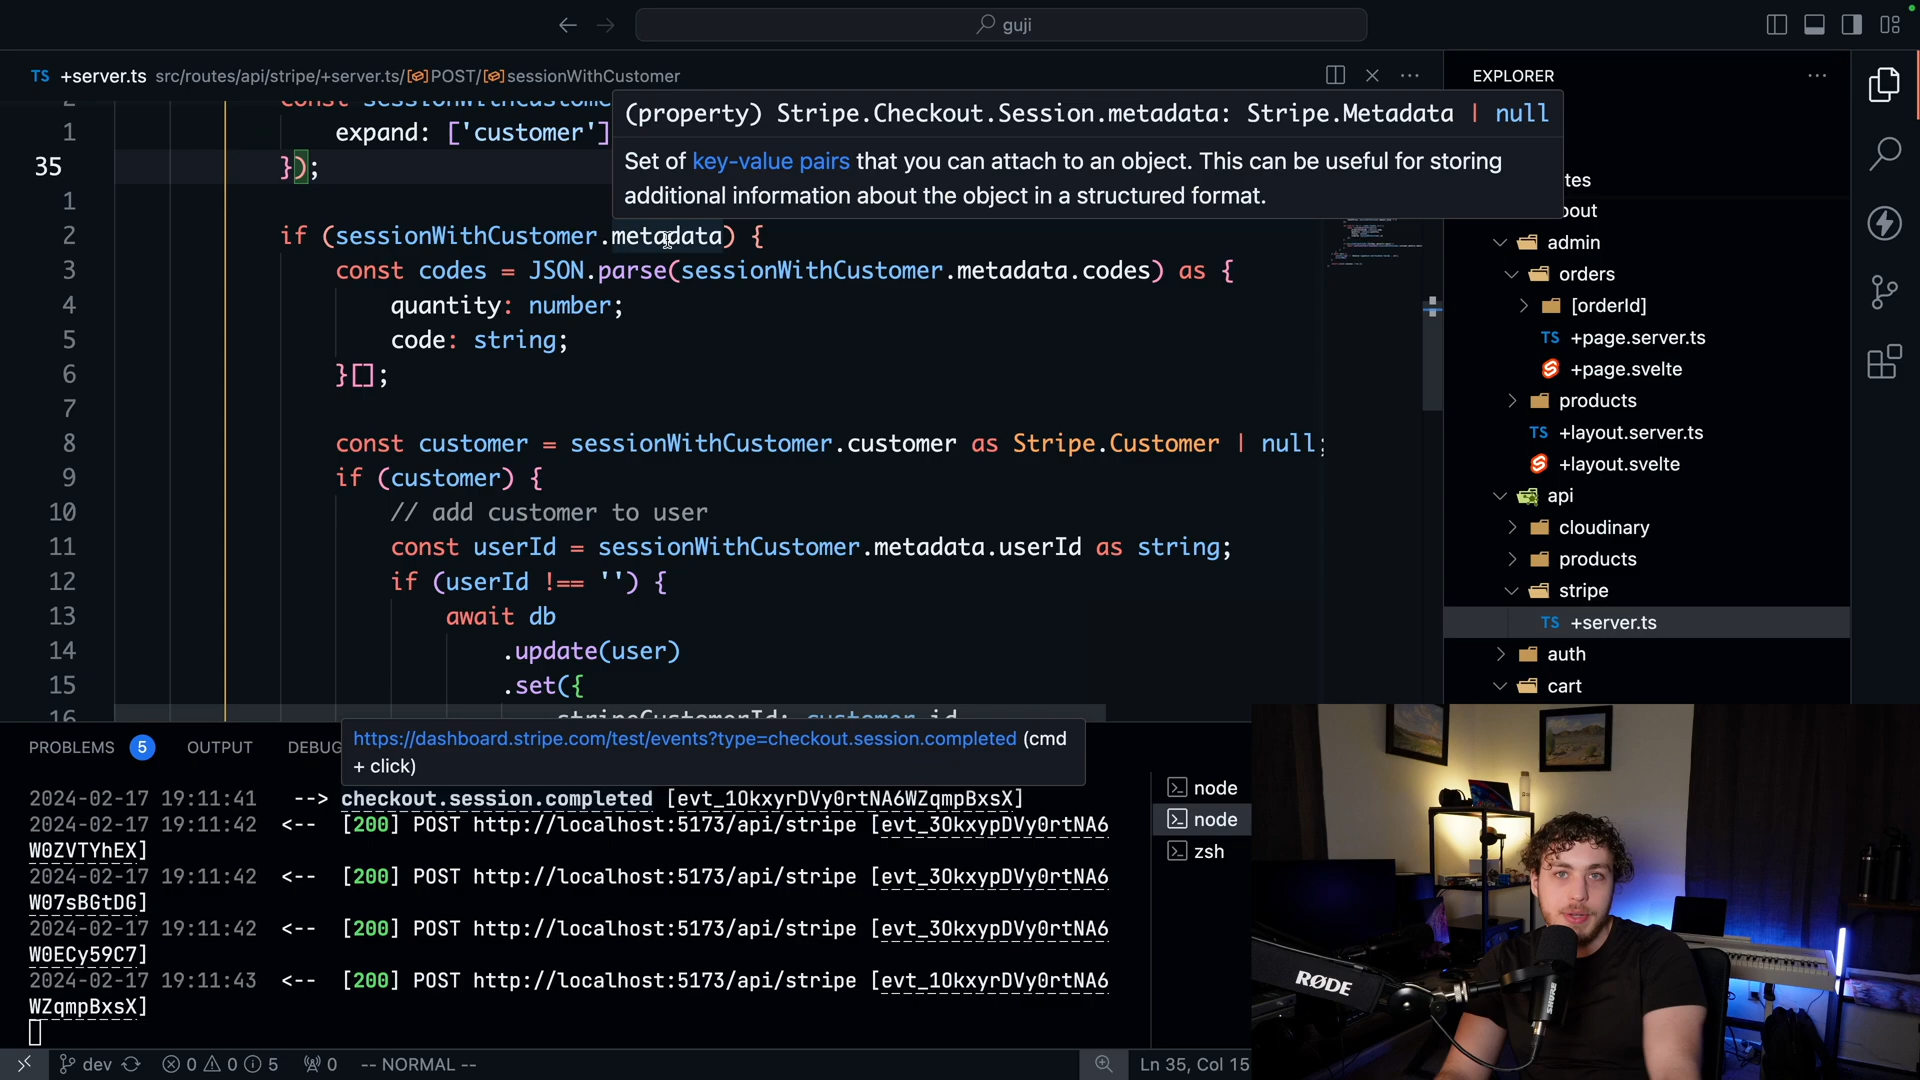 guji
TS +server.ts src/routes/api/stripe/+server.ts/POST/sessionWithCustomer
EXPLORER
(property) Stripe.Checkout.Session.metadata: Stripe.Metadata | null
Set of key-value pairs that you can attach to an object. This can be useful for storing
additional information about the object in a structured format.
1 expand: ['customer']
35 });
1
2 if (sessionWithCustomer.metadata) {
3 const codes = JSON.parse(sessionWithCustomer.metadata.codes) as {
4 quantity: number;
5 code: string;
6 }[];
7
8 const customer = sessionWithCustomer.customer as Stripe.Customer | null;
9 if (customer) {
10 // add customer to user
11 const userId = sessionWithCustomer.metadata.userId as string;
12 if (userId !== '') {
13 await db
14 .update(user)
15 .set({
16 stripeCustomerId: customer.id
tes
bout
admin
orders
[orderId]
TS +page.server.ts
+page.svelte
products
TS +layout.server.ts
+layout.svelte
api
cloudinary
products
stripe
TS +server.ts
auth
cart
PROBLEMS 5 OUTPUT DEBUG
https://dashboard.stripe.com/test/events?type=checkout.session.completed (cmd
+ click)
2024-02-17 19:11:41 --> checkout.session.completed [evt_1OkxyrDVy0rtNA6WZqmpBxsX]
2024-02-17 19:11:42 <-- [200] POST http://localhost:5173/api/stripe [evt_3OkxypDVy0rtNA6
W0ZVTYhEX]
2024-02-17 19:11:42 <-- [200] POST http://localhost:5173/api/stripe [evt_3OkxypDVy0rtNA6
W07sBGtDG]
2024-02-17 19:11:42 <-- [200] POST http://localhost:5173/api/stripe [evt_3OkxypDVy0rtNA6
W0ECy59C7]
2024-02-17 19:11:43 <-- [200] POST http://localhost:5173/api/stripe [evt_1OkxyrDVy0rtNA6
WZqmpBxsX]
node
node
zsh
RØDE
SHURE
dev 0 0 5 0 -- NORMAL --
Ln 35, Col 15